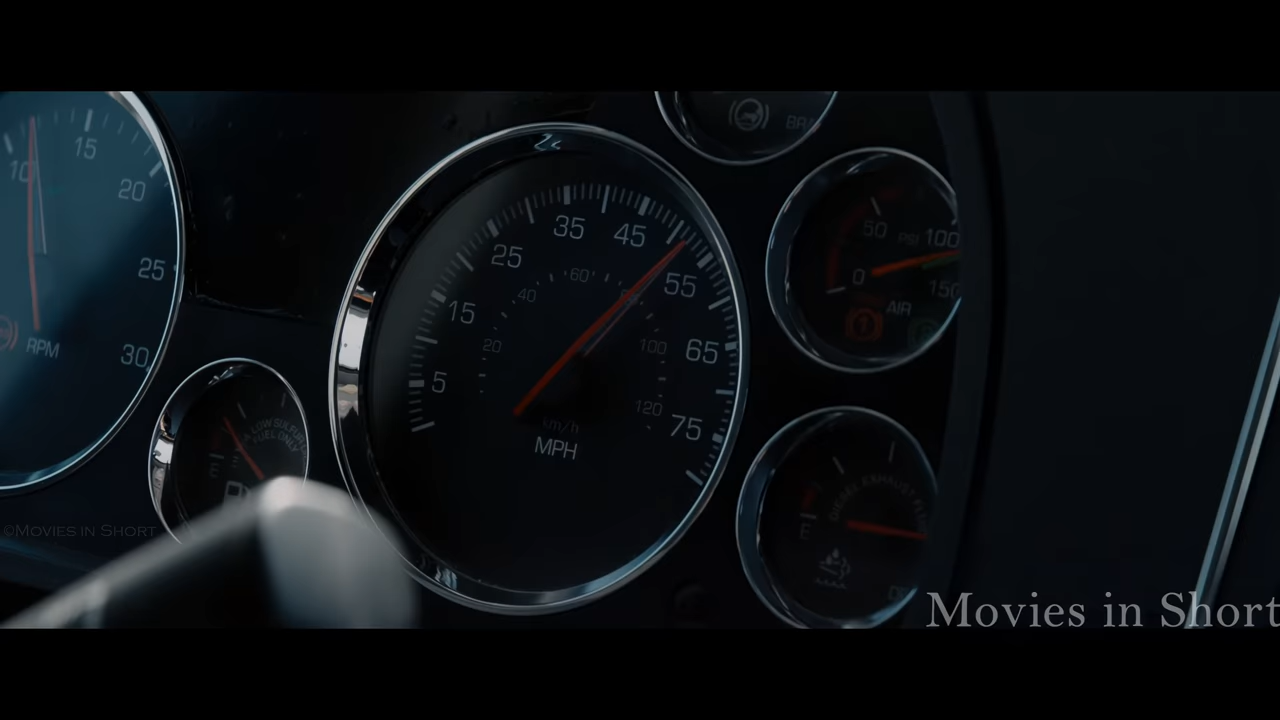 10
15
20
25
30
RPM
A LOW SULFUR
FUEL ONLY
E
5
15
25
35
45
55
65
75
20
40
60
80
100
120
km/h
MPH
BRA
50
PSI
100
0
150
AIR
DIESEL EXHAUST FLUID
E
©MOVIES IN SHORT
Movies in Short